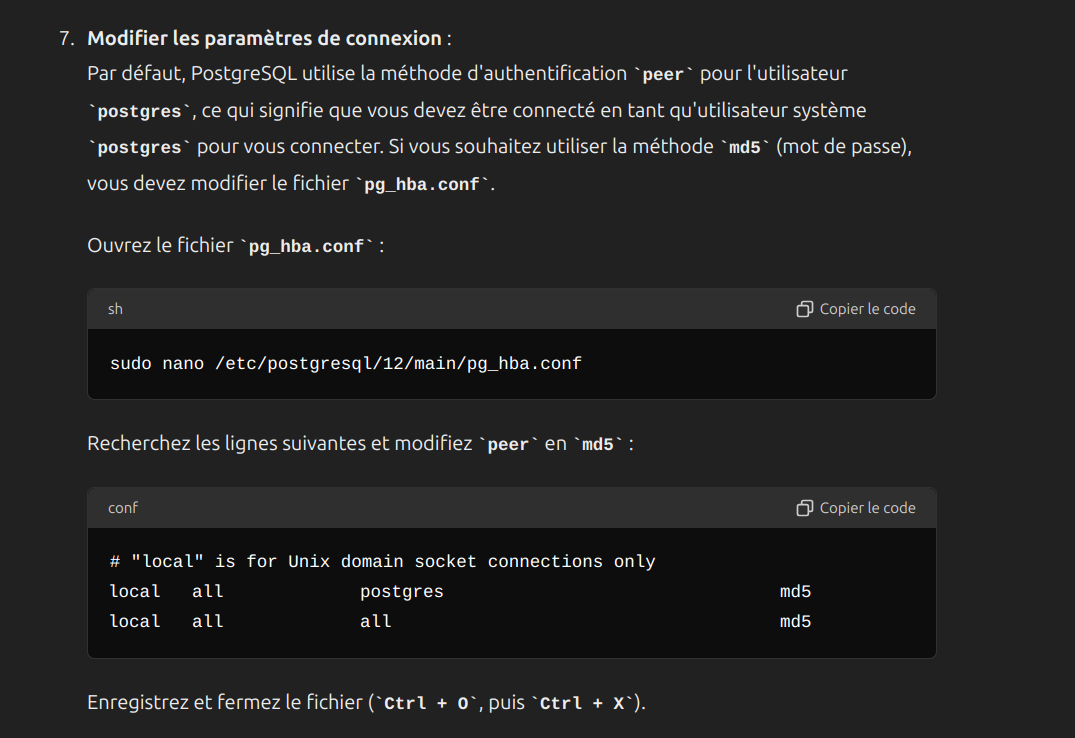 7. Modifier les paramètres de connexion :
Par défaut, PostgreSQL utilise la méthode d'authentification `peer` pour l'utilisateur
`postgres`, ce qui signifie que vous devez être connecté en tant qu'utilisateur système
`postgres` pour vous connecter. Si vous souhaitez utiliser la méthode `md5` (mot de passe),
vous devez modifier le fichier `pg_hba.conf`.
Ouvrez le fichier `pg_hba.conf` :
sh Copier le code
sudo nano /etc/postgresql/12/main/pg_hba.conf
Recherchez les lignes suivantes et modifiez `peer` en `md5` :
conf Copier le code
# "local" is for Unix domain socket connections only
local   all             postgres                                md5
local   all             all                                     md5
Enregistrez et fermez le fichier (`Ctrl + O`, puis `Ctrl + X`).